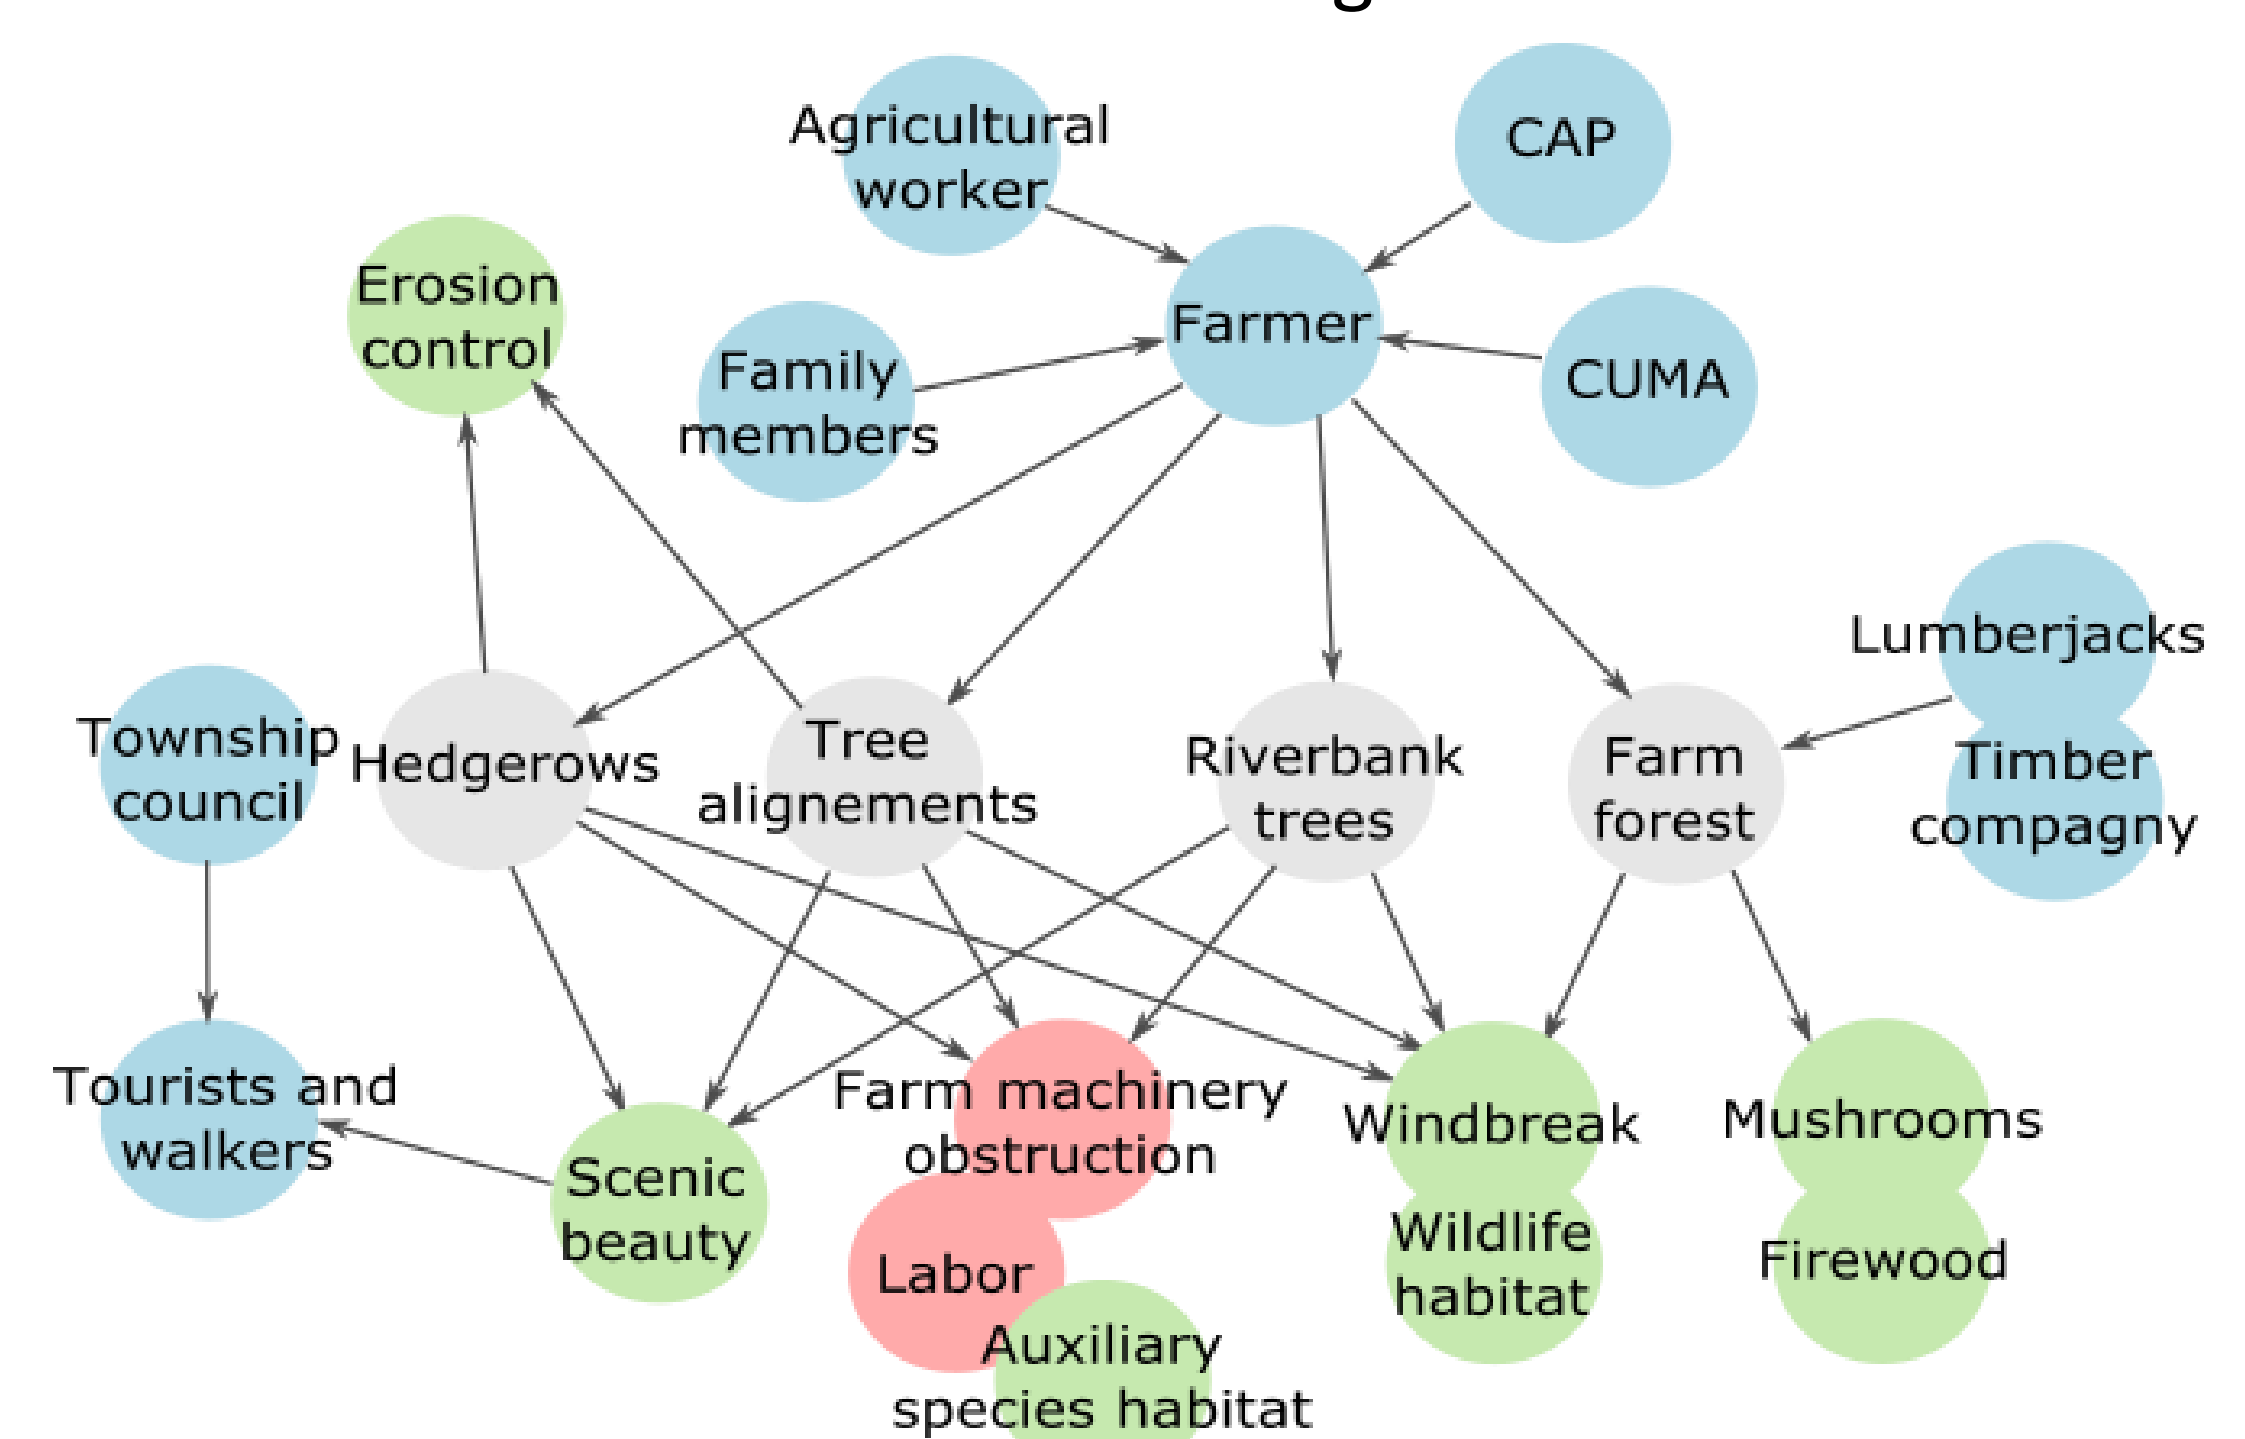 Agricultural
worker
CAP
Erosion
control
Farmer
Family
members
CUMA
Lumberjacks
Township
council
Hedgerows
Tree
alignements
Riverbank
trees
Farm
forest
Timber
compagny
Tourists and
walkers
Scenic
beauty
Farm machinery
obstruction
Windbreak
Mushrooms
Labor
Wildlife
habitat
Firewood
Auxiliary
species habitat